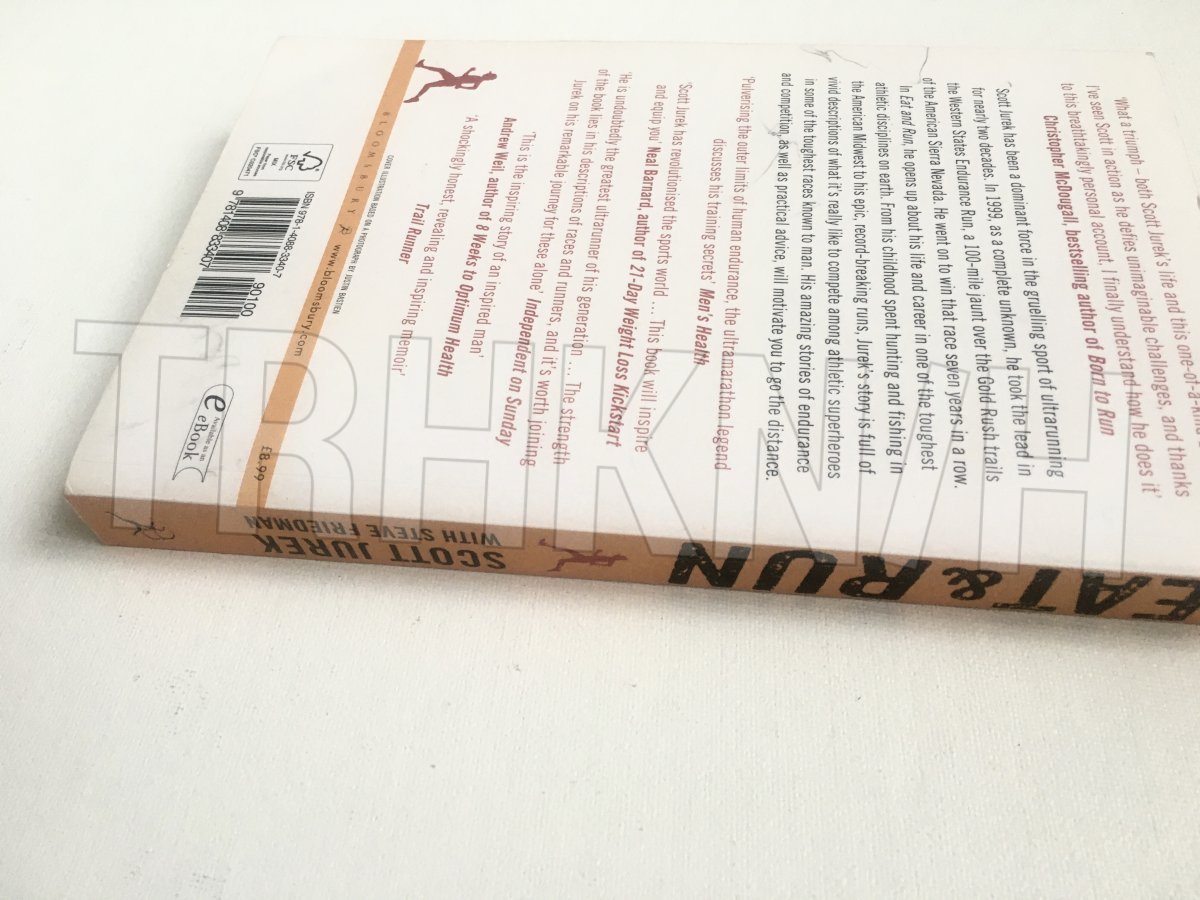 'What a triumph – both Scott Jurek's life and this one-of-a-kind
I've seen Scott in action as he defies unimaginable challenges, and thanks
to this breathtakingly personal account, I finally understand how he does it'
Christopher McDougall, bestselling author of Born to Run
Scott Jurek has been a dominant force in the gruelling sport of ultrarunning
for nearly two decades. In 1999, as a complete unknown, he took the lead in
the Western States Endurance Run, a 100-mile jaunt over the Gold Rush trails
of the American Sierra Nevada. He went on to win that race seven years in a row.
In Eat and Run, he opens up about his life and career in one of the toughest
athletic disciplines on earth. From his childhood spent hunting and fishing in
the American Midwest to his epic, record-breaking runs, Jurek's story is full of
vivid descriptions of what it's really like to compete among athletic superheroes
in some of the toughest races known to man. His amazing stories of endurance
and competition, as well as practical advice, will motivate you to go the distance.
'Pulverising the outer limits of human endurance, the ultramarathon legend
discusses his training secrets' Men's Health
'Scott Jurek has revolutionised the sports world ... This book will inspire
and equip you' Neal Barnard, author of 21-Day Weight Loss Kickstart
'He is undoubtedly the greatest ultrarunner of his generation ... The strength
of the book lies in his descriptions of races and runners, and it's worth joining
Jurek on his remarkable journey for these alone' Independent on Sunday
'This is the inspiring story of an inspired man'
Andrew Weil, author of 8 Weeks to Optimum Health
'A shockingly honest, revealing and inspiring memoir'
Trail Runner
COVER ILLUSTRATION BASED ON A PHOTOGRAPH BY JUSTIN BASTIEN
BLOOMSBURY www.bloomsbury.com £8.99
FSC
MIX
ISBN 978-1-4088-3340-7
90100
9 781408 833407
Available as an
eBook
EAT & RUN
SCOTT JUREK
WITH STEVE FRIEDMAN
TRHKNVH